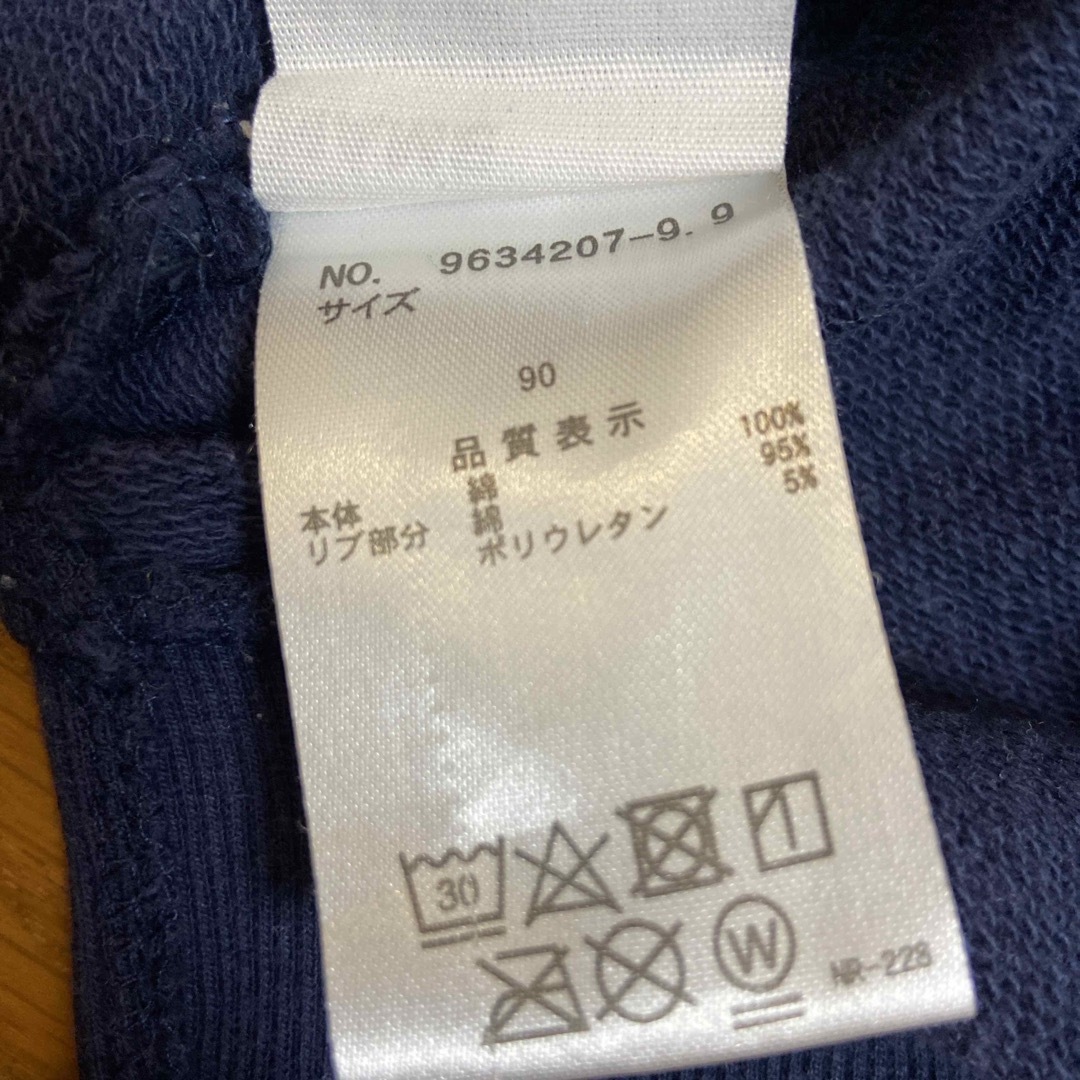 NO. 9634207-9. 9
サイズ
90
品質表示
本体 綿 100%
リブ部分 綿 95%
ポリウレタン 5%
30
W
NR-228